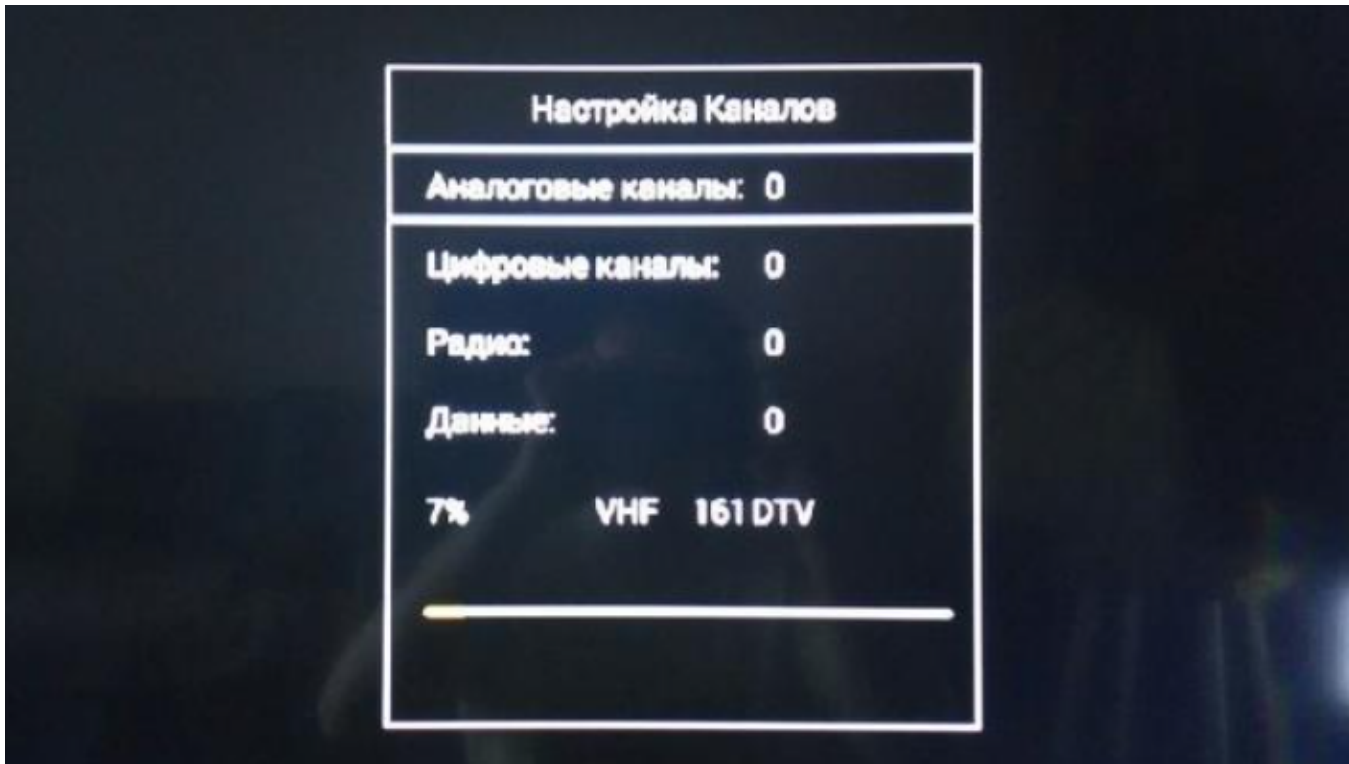 Настройка Каналов
Аналоговые каналы: 0
Цифровые каналы: 0
Радио: 0
Данные: 0
7% VHF 161 DTV